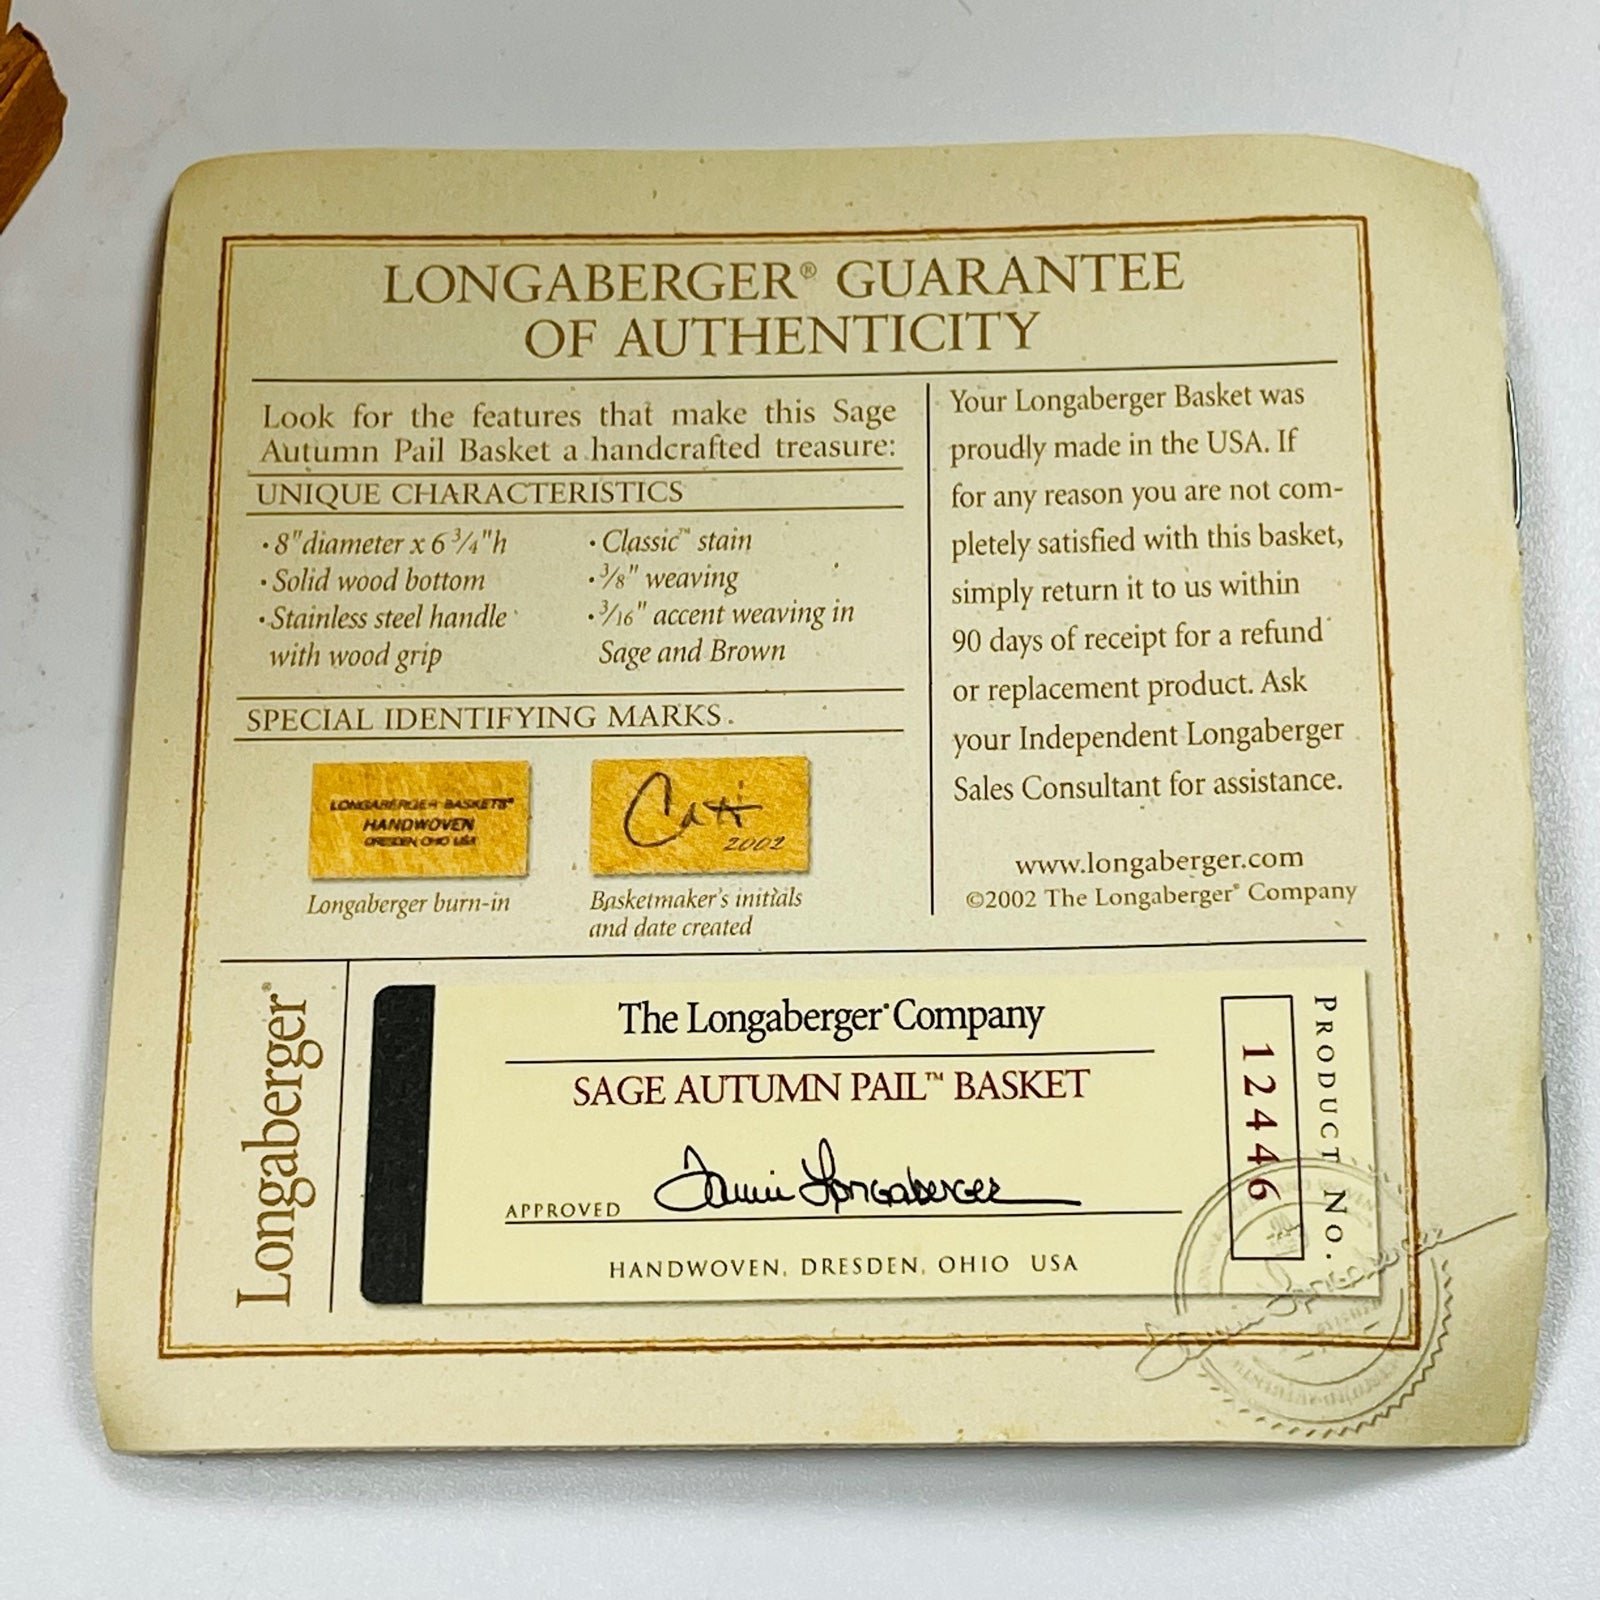 LONGABERGER® GUARANTEE
OF AUTHENTICITY
Look for the features that make this Sage
Autumn Pail Basket a handcrafted treasure:
UNIQUE CHARACTERISTICS
• 8" diameter x 6 3/4"h
• Solid wood bottom
• Stainless steel handle
with wood grip
• Classic™ stain
• 3/8" weaving
• 3/16" accent weaving in
Sage and Brown
SPECIAL IDENTIFYING MARKS
LONGABERGER BASKETS®
HANDWOVEN
DRESDEN OHIO USA
Longaberger burn-in
2002
Basketmaker's initials
and date created
Your Longaberger Basket was
proudly made in the USA. If
for any reason you are not com-
pletely satisfied with this basket,
simply return it to us within
90 days of receipt for a refund
or replacement product. Ask
your Independent Longaberger
Sales Consultant for assistance.
www.longaberger.com
©2002 The Longaberger® Company
Longaberger®
The Longaberger® Company
SAGE AUTUMN PAIL™ BASKET
APPROVED Tami Longaberger
HANDWOVEN, DRESDEN, OHIO USA
PRODUCT NO.
12446